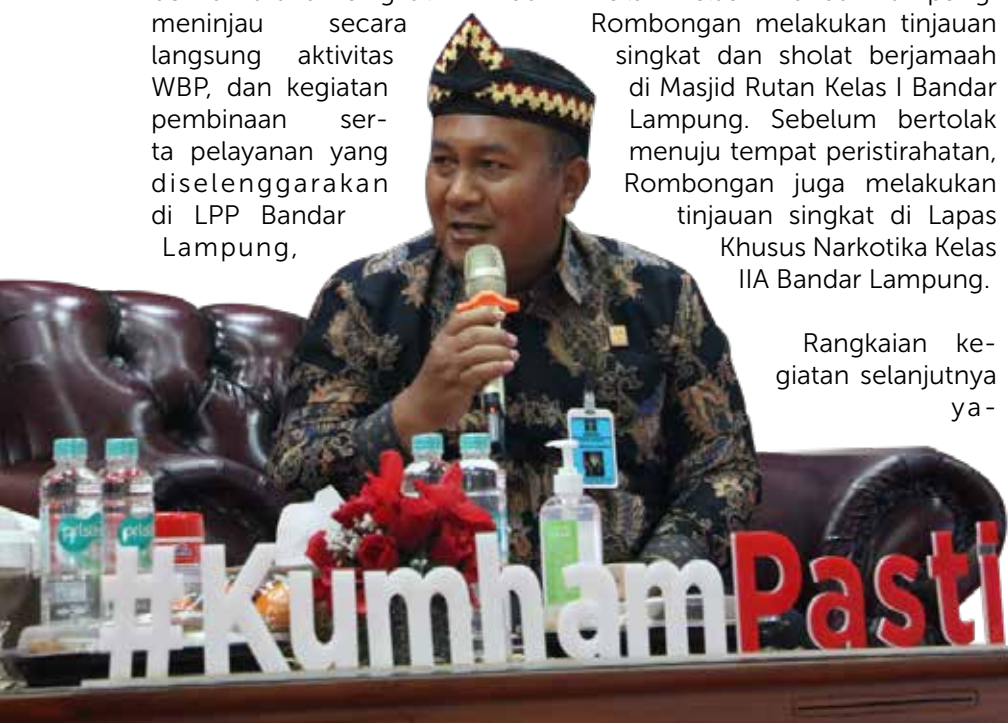 meninjau secara
langsung aktivitas
WBP, dan kegiatan
pembinaan ser-
ta pelayanan yang
diselenggarakan
di LPP Bandar
Lampung,
Rombongan melakukan tinjauan
singkat dan sholat berjamaah
di Masjid Rutan Kelas I Bandar
Lampung. Sebelum bertolak
menuju tempat peristirahatan,
Rombongan juga melakukan
tinjauan singkat di Lapas
Khusus Narkotika Kelas
IIA Bandar Lampung.
Rangkaian ke-
giatan selanjutnya
ya-
#KumhamPasti